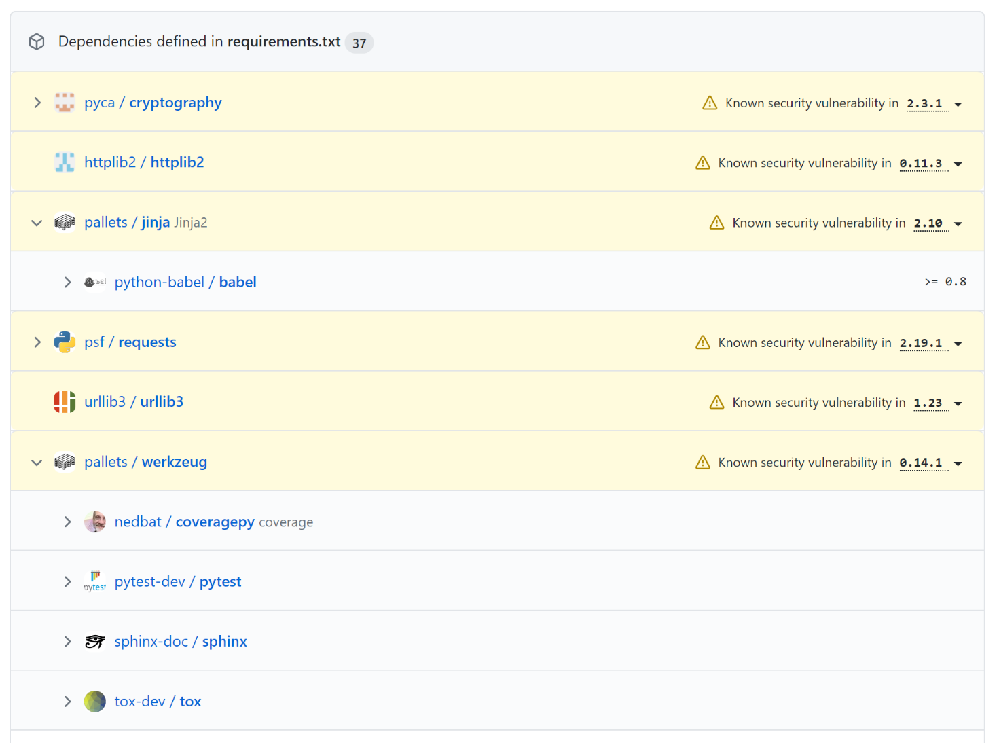 Dependencies defined in requirements.txt 37
pyca / cryptography Known security vulnerability in 2.3.1
httplib2 / httplib2 Known security vulnerability in 0.11.3
pallets / jinja Jinja2 Known security vulnerability in 2.10
python-babel / babel >= 0.8
psf / requests Known security vulnerability in 2.19.1
urllib3 / urllib3 Known security vulnerability in 1.23
pallets / werkzeug Known security vulnerability in 0.14.1
nedbat / coveragepy coverage
pytest pytest-dev / pytest
sphinx-doc / sphinx
tox-dev / tox